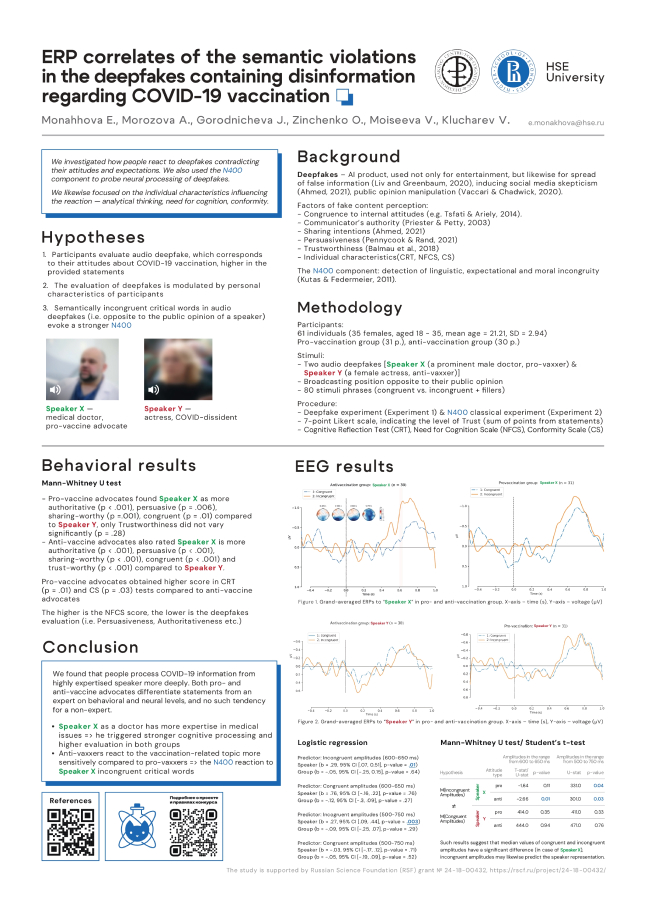 ERP correlates of the semantic violations
in the deepfakes containing disinformation
regarding COVID-19 vaccination
HSE
University
Monahhova E., Morozova A., Gorodnicheva J., Zinchenko O., Moiseeva V., Klucharev V.
e.monakhova@hse.ru
We investigated how people react to deepfakes contradicting
their attitudes and expectations. We also used the N400
component to probe neural processing of deepfakes.
We likewise focused on the individual characteristics influencing
the reaction — analytical thinking, need for cognition, conformity.
Hypotheses
1. Participants evaluate audio deepfake, which corresponds
to their attitudes about COVID-19 vaccination, higher in the
provided statements
2. The evaluation of deepfakes is modulated by personal
characteristics of participants
3. Semantically incongruent critical words in audio
deepfakes (i.e. opposite to the public opinion of a speaker)
evoke a stronger N400
Speaker X —
medical doctor,
pro-vaccine advocate
Speaker Y —
actress, COVID-dissident
Background
Deepfakes – AI product, used not only for entertainment, but likewise for spread
of false information (Liv and Greenbaum, 2020), inducing social media skepticism
(Ahmed, 2021), public opinion manipulation (Vaccari & Chadwick, 2020).
Factors of fake content perception:
- Congruence to internal attitudes (e.g. Tsfati & Ariely, 2014).
- Communicator's authority (Priester & Petty, 2003)
- Sharing intentions (Ahmed, 2021)
- Persuasiveness (Pennycook & Rand, 2021)
- Trustworthiness (Balmau et al., 2018)
- Individual characteristics(CRT, NFCS, CS)
The N400 component: detection of linguistic, expectational and moral incongruity
(Kutas & Federmeier, 2011).
Methodology
Participants:
61 individuals (35 females, aged 18 - 35, mean age = 21.21, SD = 2.94)
Pro-vaccination group (31 p.), anti-vaccination group (30 p.)
Stimuli:
- Two audio deepfakes [Speaker X (a prominent male doctor, pro-vaxxer) &
Speaker Y (a female actress, anti-vaxxer)]
- Broadcasting position opposite to their public opinion
- 80 stimuli phrases (congruent vs. incongruent + fillers)
Procedure:
- Deepfake experiment (Experiment 1) & N400 classical experiment (Experiment 2)
- 7-point Likert scale, indicating the level of Trust (sum of points from statements)
- Cognitive Reflection Test (CRT), Need for Cognition Scale (NFCS), Conformity Scale (CS)
Behavioral results
Mann-Whitney U test
- Pro-vaccine advocates found Speaker X as more
authoritative (p < .001), persuasive (p = .006),
sharing-worthy (p =.001), congruent (p = .01) compared
to Speaker Y, only Trustworthiness did not vary
significantly (p = .28)
- Anti-vaccine advocates also rated Speaker X is more
authoritative (p < .001), persuasive (p < .001),
sharing-worthy (p < .001), congruent (p < .001) and
trust-worthy (p < .001) compared to Speaker Y.
Pro-vaccine advocates obtained higher score in CRT
(p = .01) and CS (p = .03) tests compared to anti-vaccine
advocates
The higher is the NFCS score, the lower is the deepfakes
evaluation (i.e. Persuasiveness, Authoritativeness etc.)
Conclusion
We found that people process COVID-19 information from
highly expertised speaker more deeply. Both pro- and
anti-vaccine advocates differentiate statements from an
expert on behavioral and neural levels, and no such tendency
for a non-expert.
• Speaker X as a doctor has more expertise in medical
issues => he triggered stronger cognitive processing and
higher evaluation in both groups
• Anti-vaxxers react to the vaccination-related topic more
sensitively compared to pro-vaxxers => the N400 reaction to
Speaker X incongruent critical words
References
Подробнее о проекте
и правилах конкурса
EEG results
Antivaccination group: Speaker X (n = 30)
Provaccination group: Speaker X (n = 31)
1. Congruent
2. Incongruent
Time (s)
Figure 1. Grand-averaged ERPs to "Speaker X" in pro- and anti-vaccination group. X-axis – time (s), Y-axis – voltage (μV)
Antivaccination group: Speaker Y (n = 30)
Pro-vaccination: Speaker Y (n = 31)
1. Congruent
2. Incongruent
Time (s)
Figure 2. Grand-averaged ERPs to "Speaker Y" in pro- and anti-vaccination group. X-axis – time (s), Y-axis – voltage (μV)
Logistic regression
Predictor: Incongruent amplitudes (600-650 ms)
Speaker (b = .29, 95% CI [.07, 0.51], p-value = .01)
Group (b = -.05, 95% CI [-.25, 0.15], p-value = .64)
Predictor: Congruent amplitudes (600-650 ms)
Speaker (b = .76, 95% CI [-.16, .22], p-value = .76)
Group (b = -.12, 95% CI [-.3, .09], p-value = .27)
Predictor: Incongruent amplitudes (500-750 ms)
Speaker (b = .27, 95% CI [.09, .44], p-value = .003)
Group (b = -.09, 95% CI [-.25, .07], p-value = .29)
Predictor: Congruent amplitudes (500-750 ms)
Speaker (b = -.03, 95% CI [-.17, .12], p-value = .71)
Group (b = -.05, 95% CI [-.19, .09], p-value = .52)
Mann-Whitney U test/ Student's t-test
Hypothesis
Attitude type
T-stat/ U-stat
p-value
U-stat
p-value
M(Incongruent Amplitudes)
≠
M(Congruent Amplitudes)
Speaker X
pro -1.64 0.11 333.0 0.04
anti -2.66 0.01 301.0 0.03
Speaker Y
pro 414.0 0.35 411.0 0.33
anti 444.0 0.94 471.0 0.76
Such results suggest that median values of congruent and incongruent
amplitudes have a significant difference (in case of Speaker X).
Incongruent amplitudes may likewise predict the speaker representation.
The study is supported by Russian Science Foundation (RSF) grant № 24-18-00432, https://rscf.ru/project/24-18-00432/